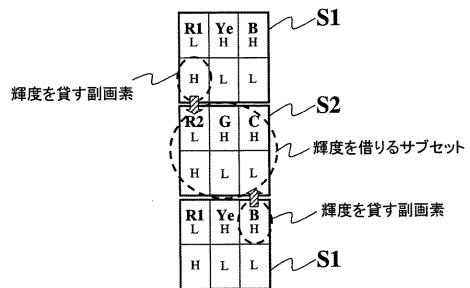 R1 Ye B S1
L H H
H L L
輝度を貸す副画素
R2 G C S2
L H H
輝度を借りるサブセット
H L L
R1 Ye B
L H H
輝度を貸す副画素
H L L S1